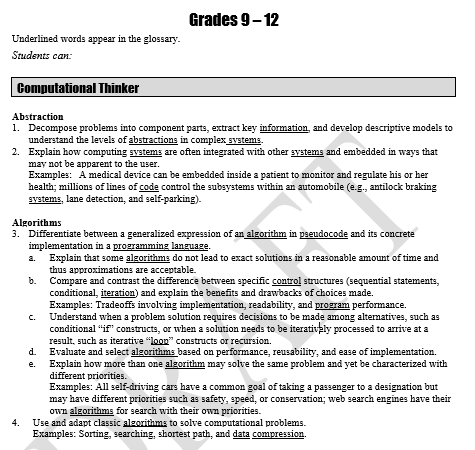 Grades 9 – 12
Underlined words appear in the glossary.
Students can:
Computational Thinker
Abstraction
1. Decompose problems into component parts, extract key information, and develop descriptive models to
understand the levels of abstractions in complex systems.
2. Explain how computing systems are often integrated with other systems and embedded in ways that
may not be apparent to the user.
Examples: A medical device can be embedded inside a patient to monitor and regulate his or her
health; millions of lines of code control the subsystems within an automobile (e.g., antilock braking
systems, lane detection, and self-parking).
Algorithms
3. Differentiate between a generalized expression of an algorithm in pseudocode and its concrete
implementation in a programming language.
a. Explain that some algorithms do not lead to exact solutions in a reasonable amount of time and
thus approximations are acceptable.
b. Compare and contrast the difference between specific control structures (sequential statements,
conditional, iteration) and explain the benefits and drawbacks of choices made.
Examples: Tradeoffs involving implementation, readability, and program performance.
c. Understand when a problem solution requires decisions to be made among alternatives, such as
conditional “if” constructs, or when a solution needs to be iteratively processed to arrive at a
result, such as iterative “loop” constructs or recursion.
d. Evaluate and select algorithms based on performance, reusability, and ease of implementation.
e. Explain how more than one algorithm may solve the same problem and yet be characterized with
different priorities.
Examples: All self-driving cars have a common goal of taking a passenger to a designation but
may have different priorities such as safety, speed, or conservation; web search engines have their
own algorithms for search with their own priorities.
4. Use and adapt classic algorithms to solve computational problems.
Examples: Sorting, searching, shortest path, and data compression.
DRAFT